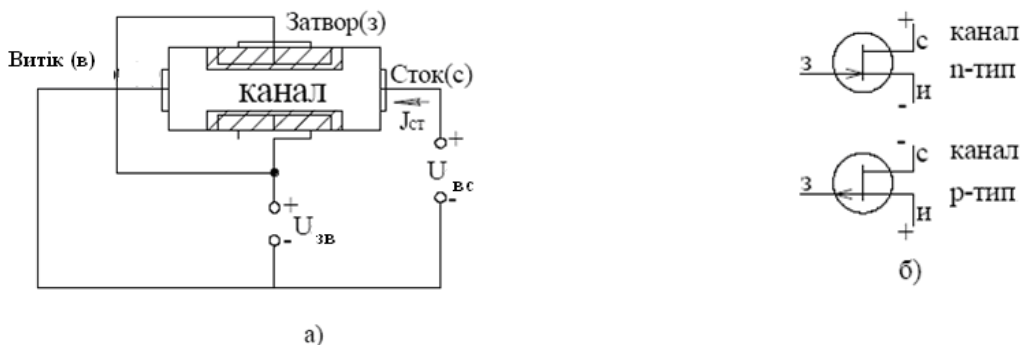 Затвор(з)
Витік (в)
Сток(с)
канал
Jст
+
U вс
-
+
U зв
-
а)
+
с канал
з n-тип
и
-
-
с канал
з p-тип
и
+
б)